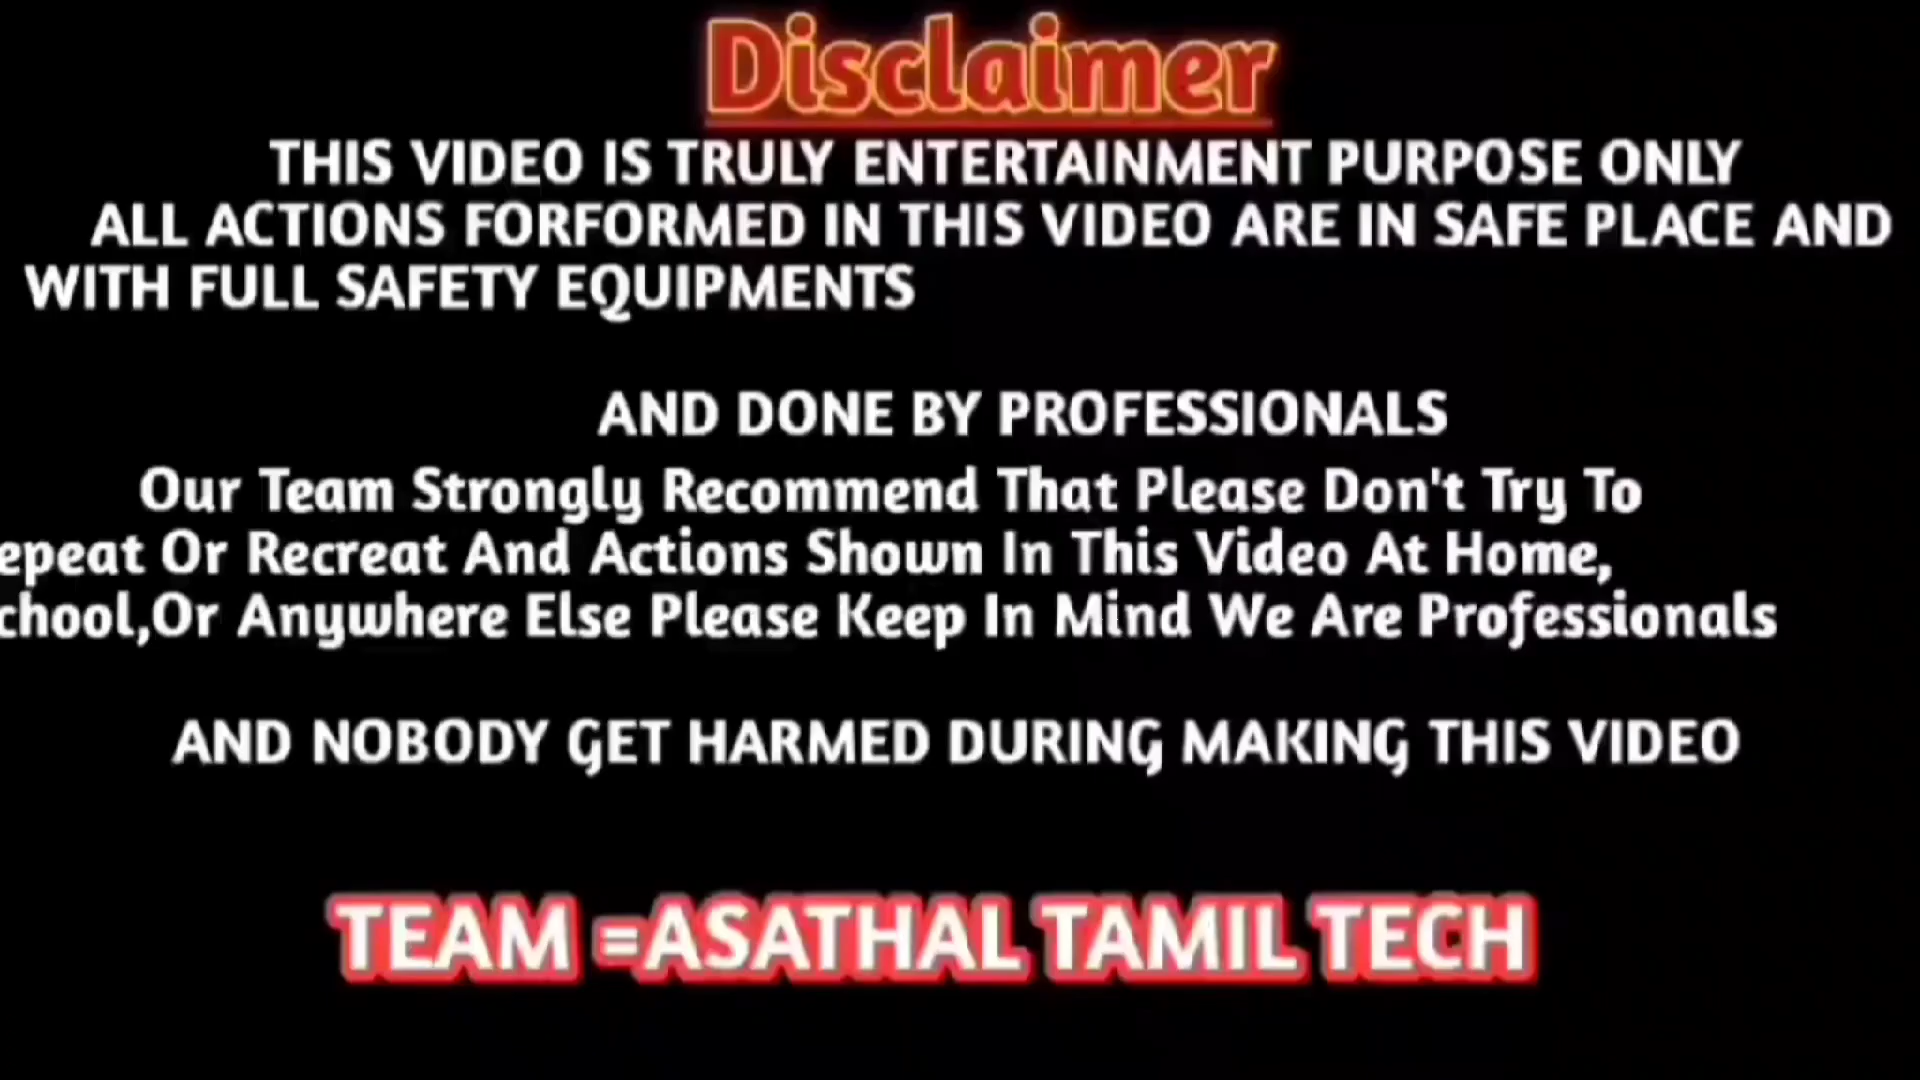 Disclaimer
THIS VIDEO IS TRULY ENTERTAINMENT PURPOSE ONLY
ALL ACTIONS FORFORMED IN THIS VIDEO ARE IN SAFE PLACE AND
WITH FULL SAFETY EQUIPMENTS
AND DONE BY PROFESSIONALS
Our Team Strongly Recommend That Please Don't Try To
epeat Or Recreat And Actions Shown In This Video At Home,
chool,Or Anywhere Else Please Keep In Mind We Are Professionals
AND NOBODY GET HARMED DURING MAKING THIS VIDEO
TEAM =ASATHAL TAMIL TECH